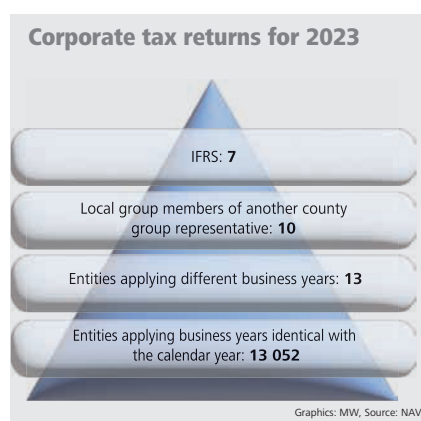 Corporate tax returns for 2023
IFRS: 7
Local group members of another county
group representative: 10
Entities applying different business years: 13
Entities applying business years identical with
the calendar year: 13 052
Graphics: MW, Source: NAV